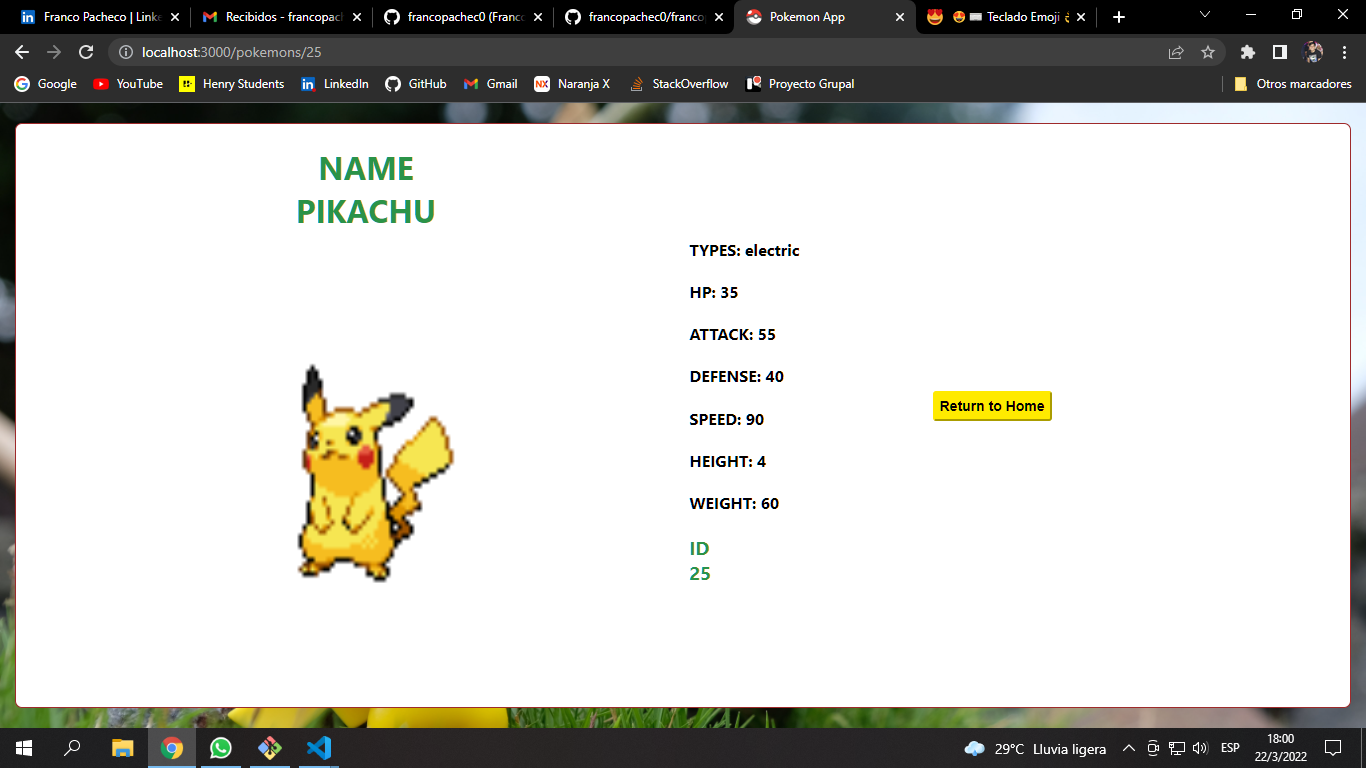 Franco Pacheco | Linke
Recibidos - francopach
francopachec0 (Franco
francopachec0/franco
Pokemon App
Teclado Emoji
localhost:3000/pokemons/25
Google
YouTube
Henry Students
LinkedIn
GitHub
Gmail
Naranja X
StackOverflow
Proyecto Grupal
Otros marcadores
NAME
PIKACHU
TYPES: electric
HP: 35
ATTACK: 55
DEFENSE: 40
SPEED: 90
HEIGHT: 4
WEIGHT: 60
ID
25
Return to Home
29°C Lluvia ligera
ESP
18:00
22/3/2022